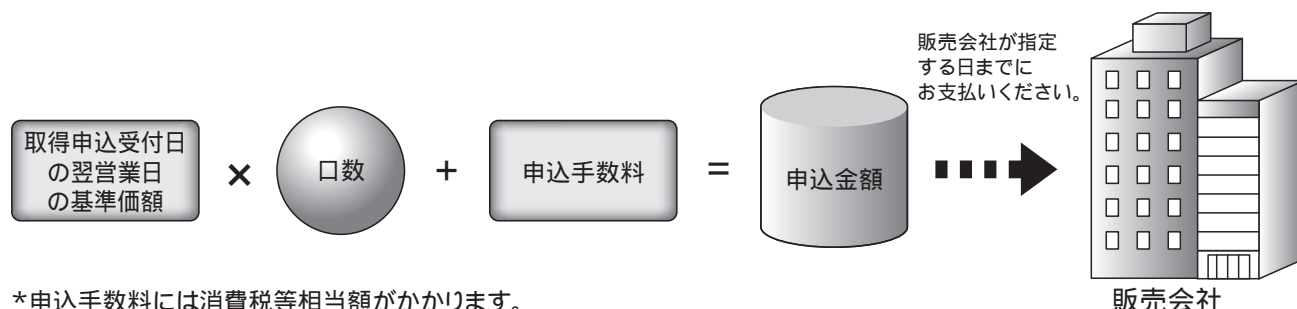 販売会社が指定
する日までに
お支払いください。
取得申込受付日
の翌営業日
の基準価額
×
口数
+
申込手数料
=
申込金額
販売会社
*申込手数料には消費税等相当額がかかります。